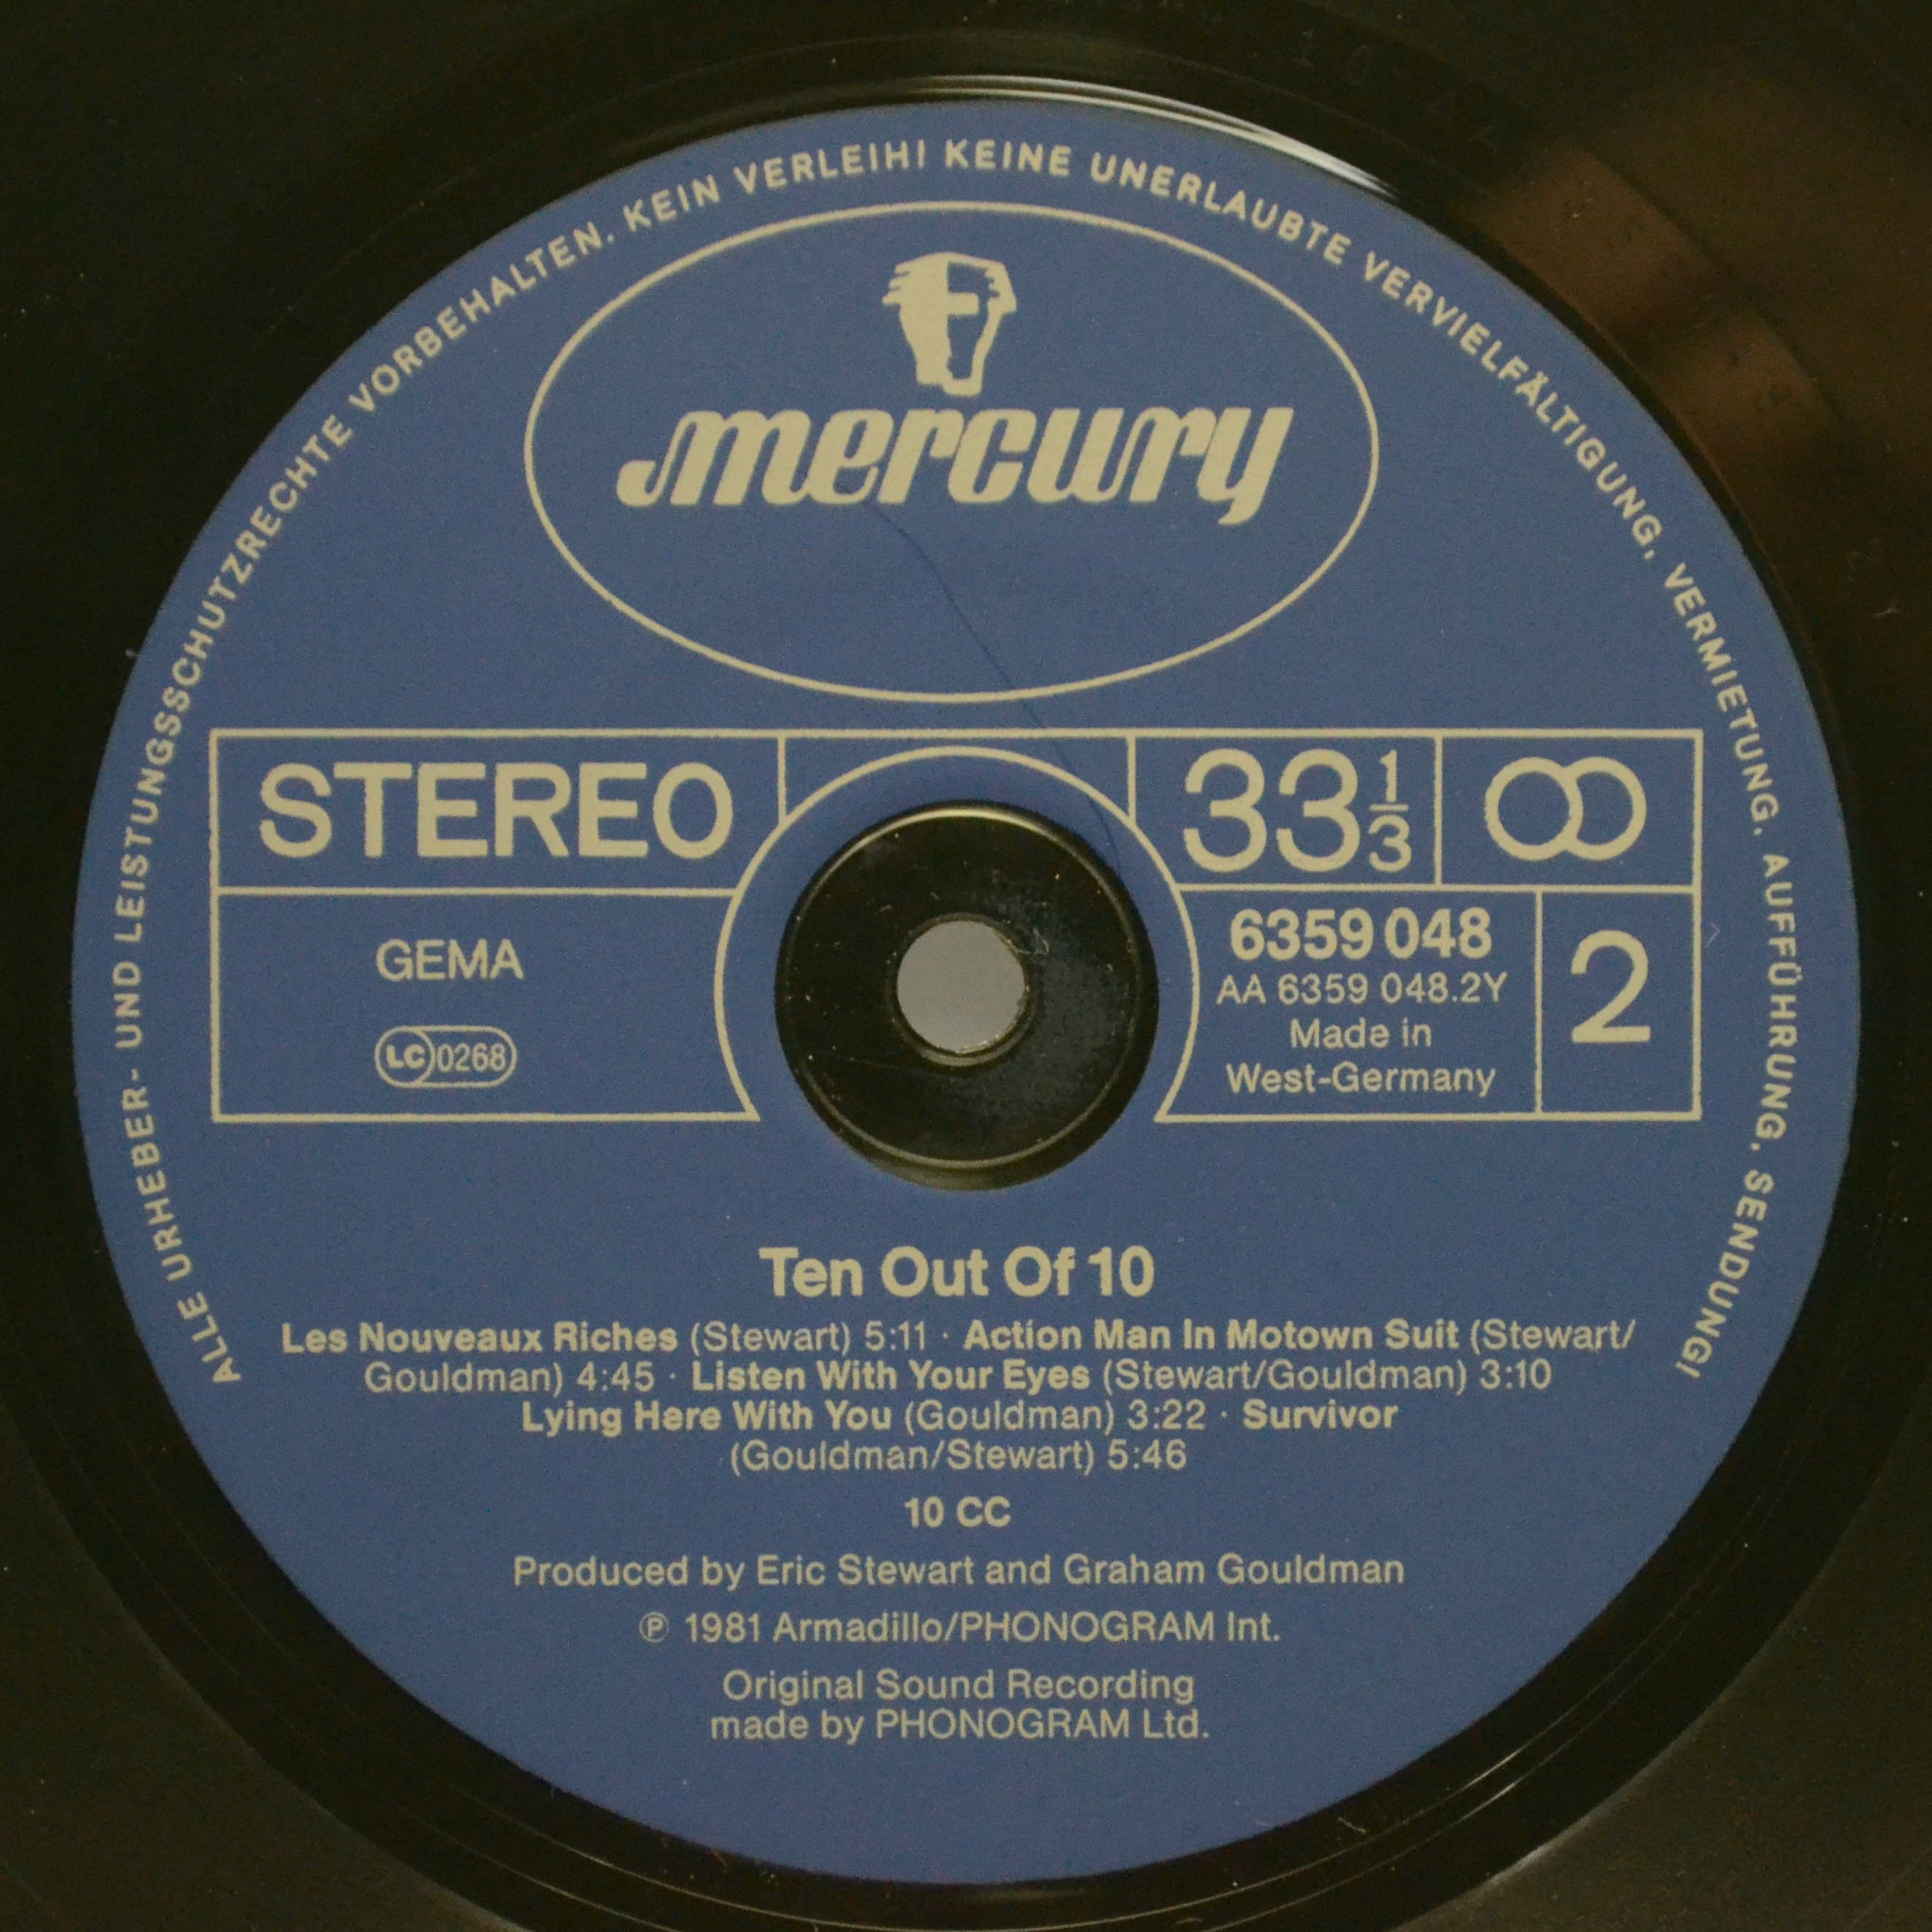 ALLE URHEBER- UND LEISTUNGSSCHUTZRECHTE VORBEHALTEN. KEIN VERLEIH! KEINE UNERLAUBTE VERVIELFÄLTIGUNG, VERMIETUNG, AUFFÜHRUNG, SENDUNG!
mercury
STEREO
33 1/3
GEMA
LC 0268
6359 048
AA 6359 048.2Y
Made in
West-Germany
2
Ten Out Of 10
Les Nouveaux Riches (Stewart) 5:11 · Action Man In Motown Suit (Stewart/
Gouldman) 4:45 · Listen With Your Eyes (Stewart/Gouldman) 3:10
Lying Here With You (Gouldman) 3:22 · Survivor
(Gouldman/Stewart) 5:46
10 CC
Produced by Eric Stewart and Graham Gouldman
℗ 1981 Armadillo/PHONOGRAM Int.
Original Sound Recording
made by PHONOGRAM Ltd.